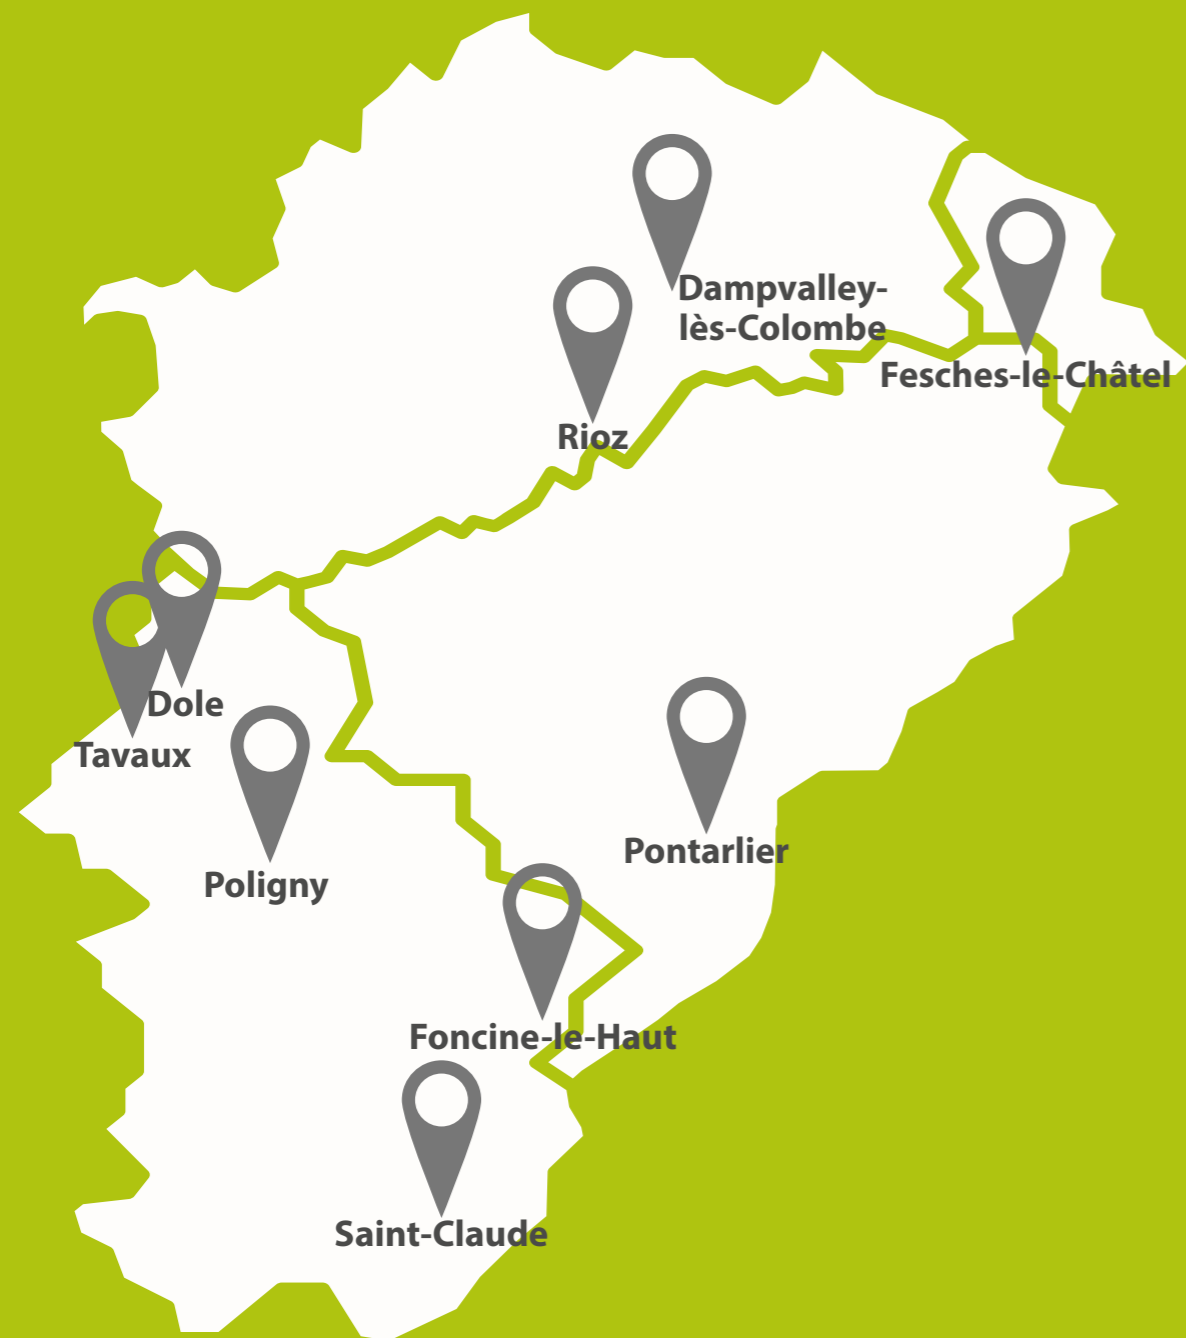 Dampvalley-
lès-Colombe
Fesches-le-Châtel
Rioz
Dole
Tavaux
Pontarlier
Poligny
Foncine-le-Haut
Saint-Claude